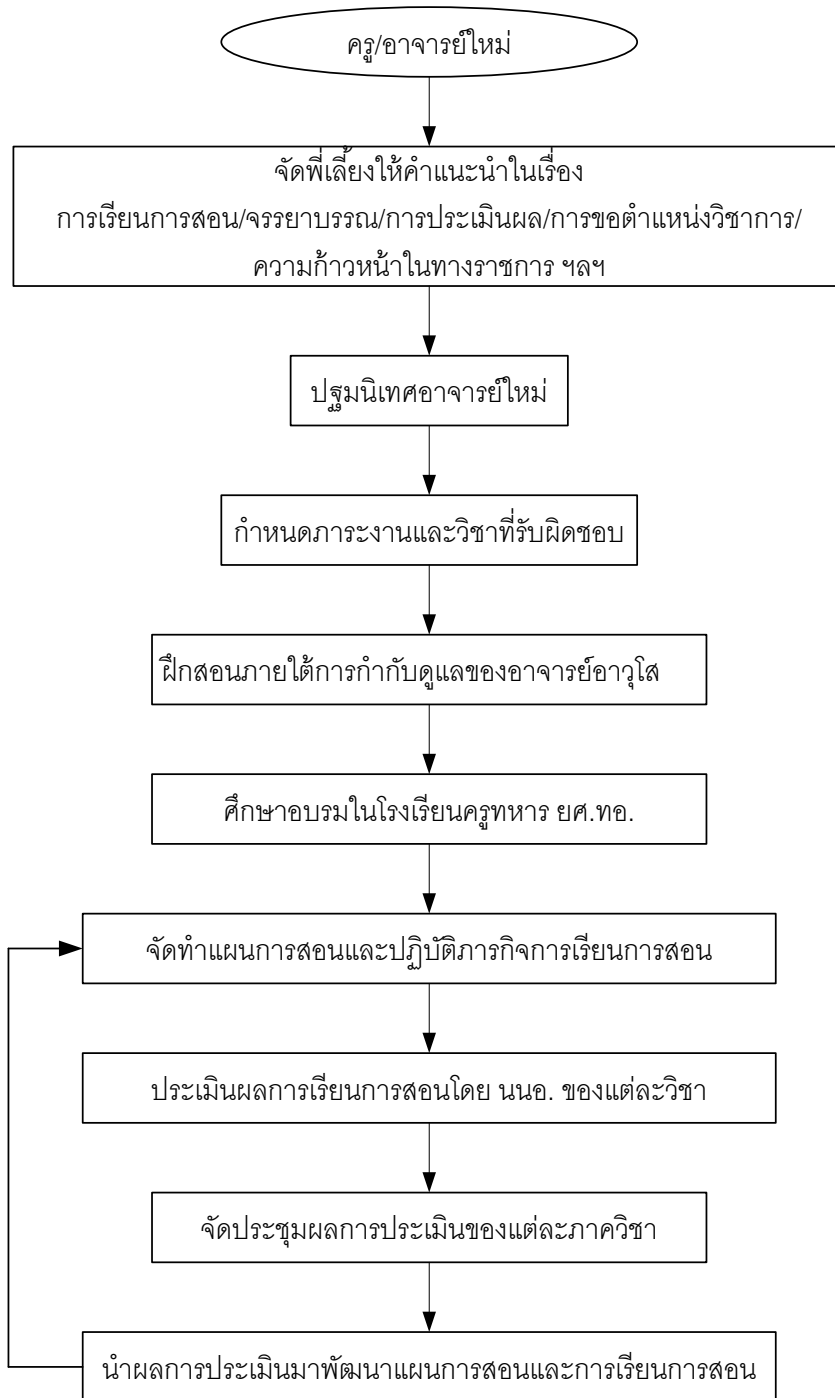 ครู/อาจารย์ใหม่
จัดพี่เลี้ยงให้คำแนะนำในเรื่อง
การเรียนการสอน/จรรยาบรรณ/การประเมินผล/การขอตำแหน่งวิชาการ/
ความก้าวหน้าในทางราชการ ฯลฯ
ปฐมนิเทศอาจารย์ใหม่
กำหนดภาระงานและวิชาที่รับผิดชอบ
ฝึกสอนภายใต้การกำกับดูแลของอาจารย์อาวุโส
ศึกษาอบรมในโรงเรียนครูทหาร ยศ.ทอ.
จัดทำแผนการสอนและปฏิบัติภารกิจการเรียนการสอน
ประเมินผลการเรียนการสอนโดย นนอ. ของแต่ละวิชา
จัดประชุมผลการประเมินของแต่ละภาควิชา
นำผลการประเมินมาพัฒนาแผนการสอนและการเรียนการสอน